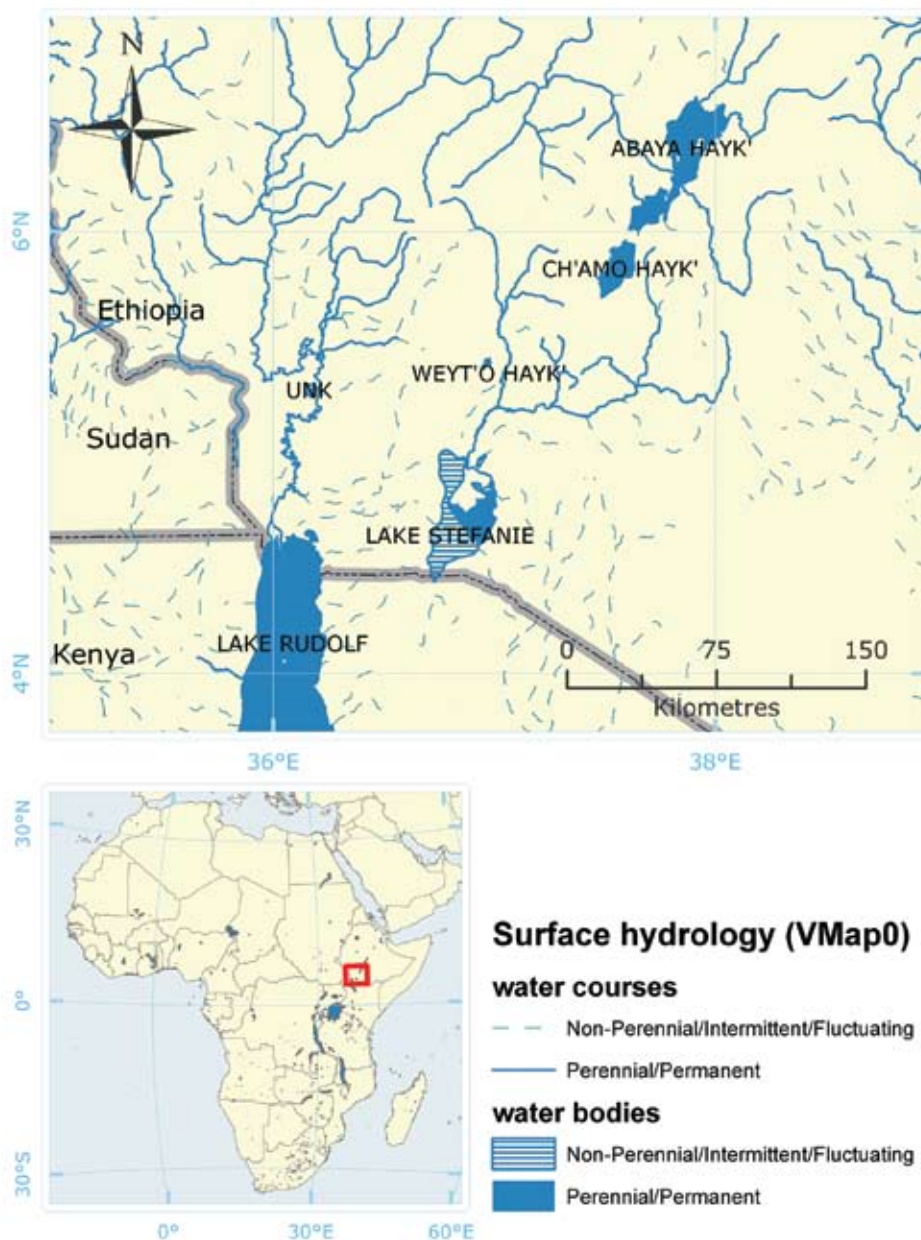 N
ABAYA HAYK'
6°N
CH'AMO HAYK'
Ethiopia
WEYT'O HAYK'
UNK
Sudan
LAKE STEFANIE
LAKE RUDOLF
Kenya
4°N
0 75 150
Kilometres
36°E 38°E
30°N
0°
30°S
0° 30°E 60°E
Surface hydrology (VMap0)
water courses
Non-Perennial/Intermittent/Fluctuating
Perennial/Permanent
water bodies
Non-Perennial/Intermittent/Fluctuating
Perennial/Permanent